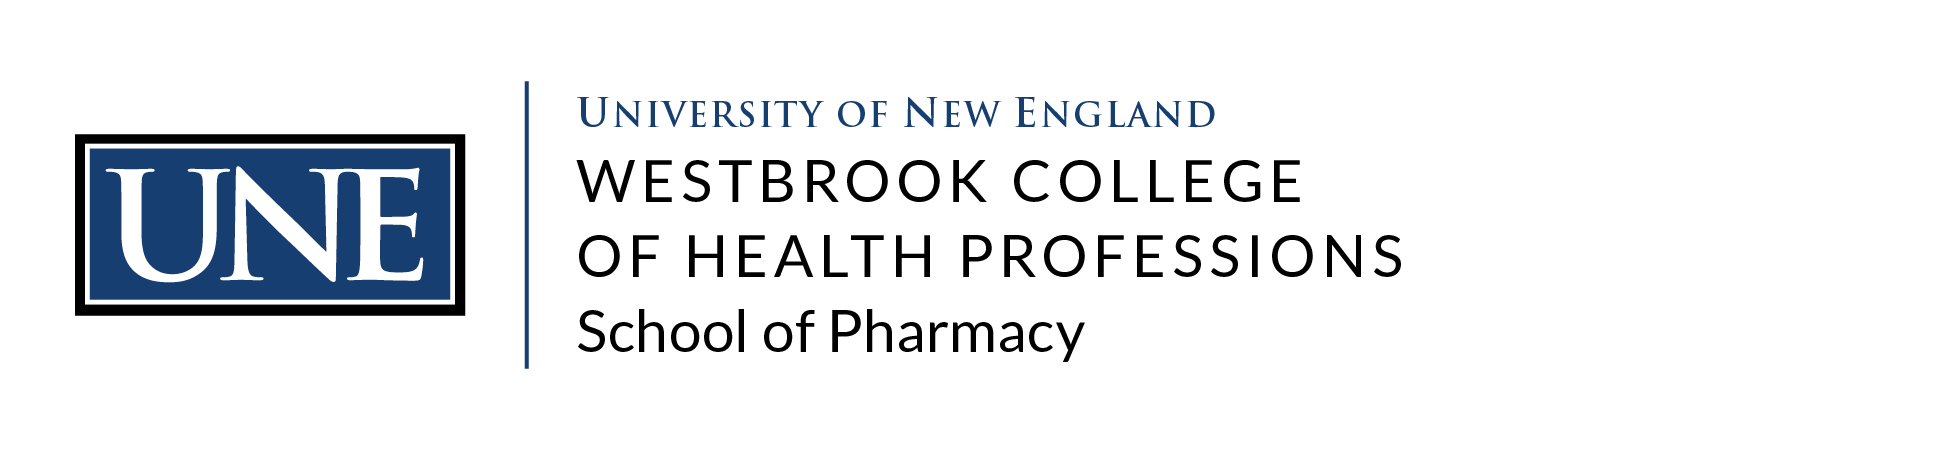 UNE
UNIVERSITY OF NEW ENGLAND
WESTBROOK COLLEGE
OF HEALTH PROFESSIONS
School of Pharmacy